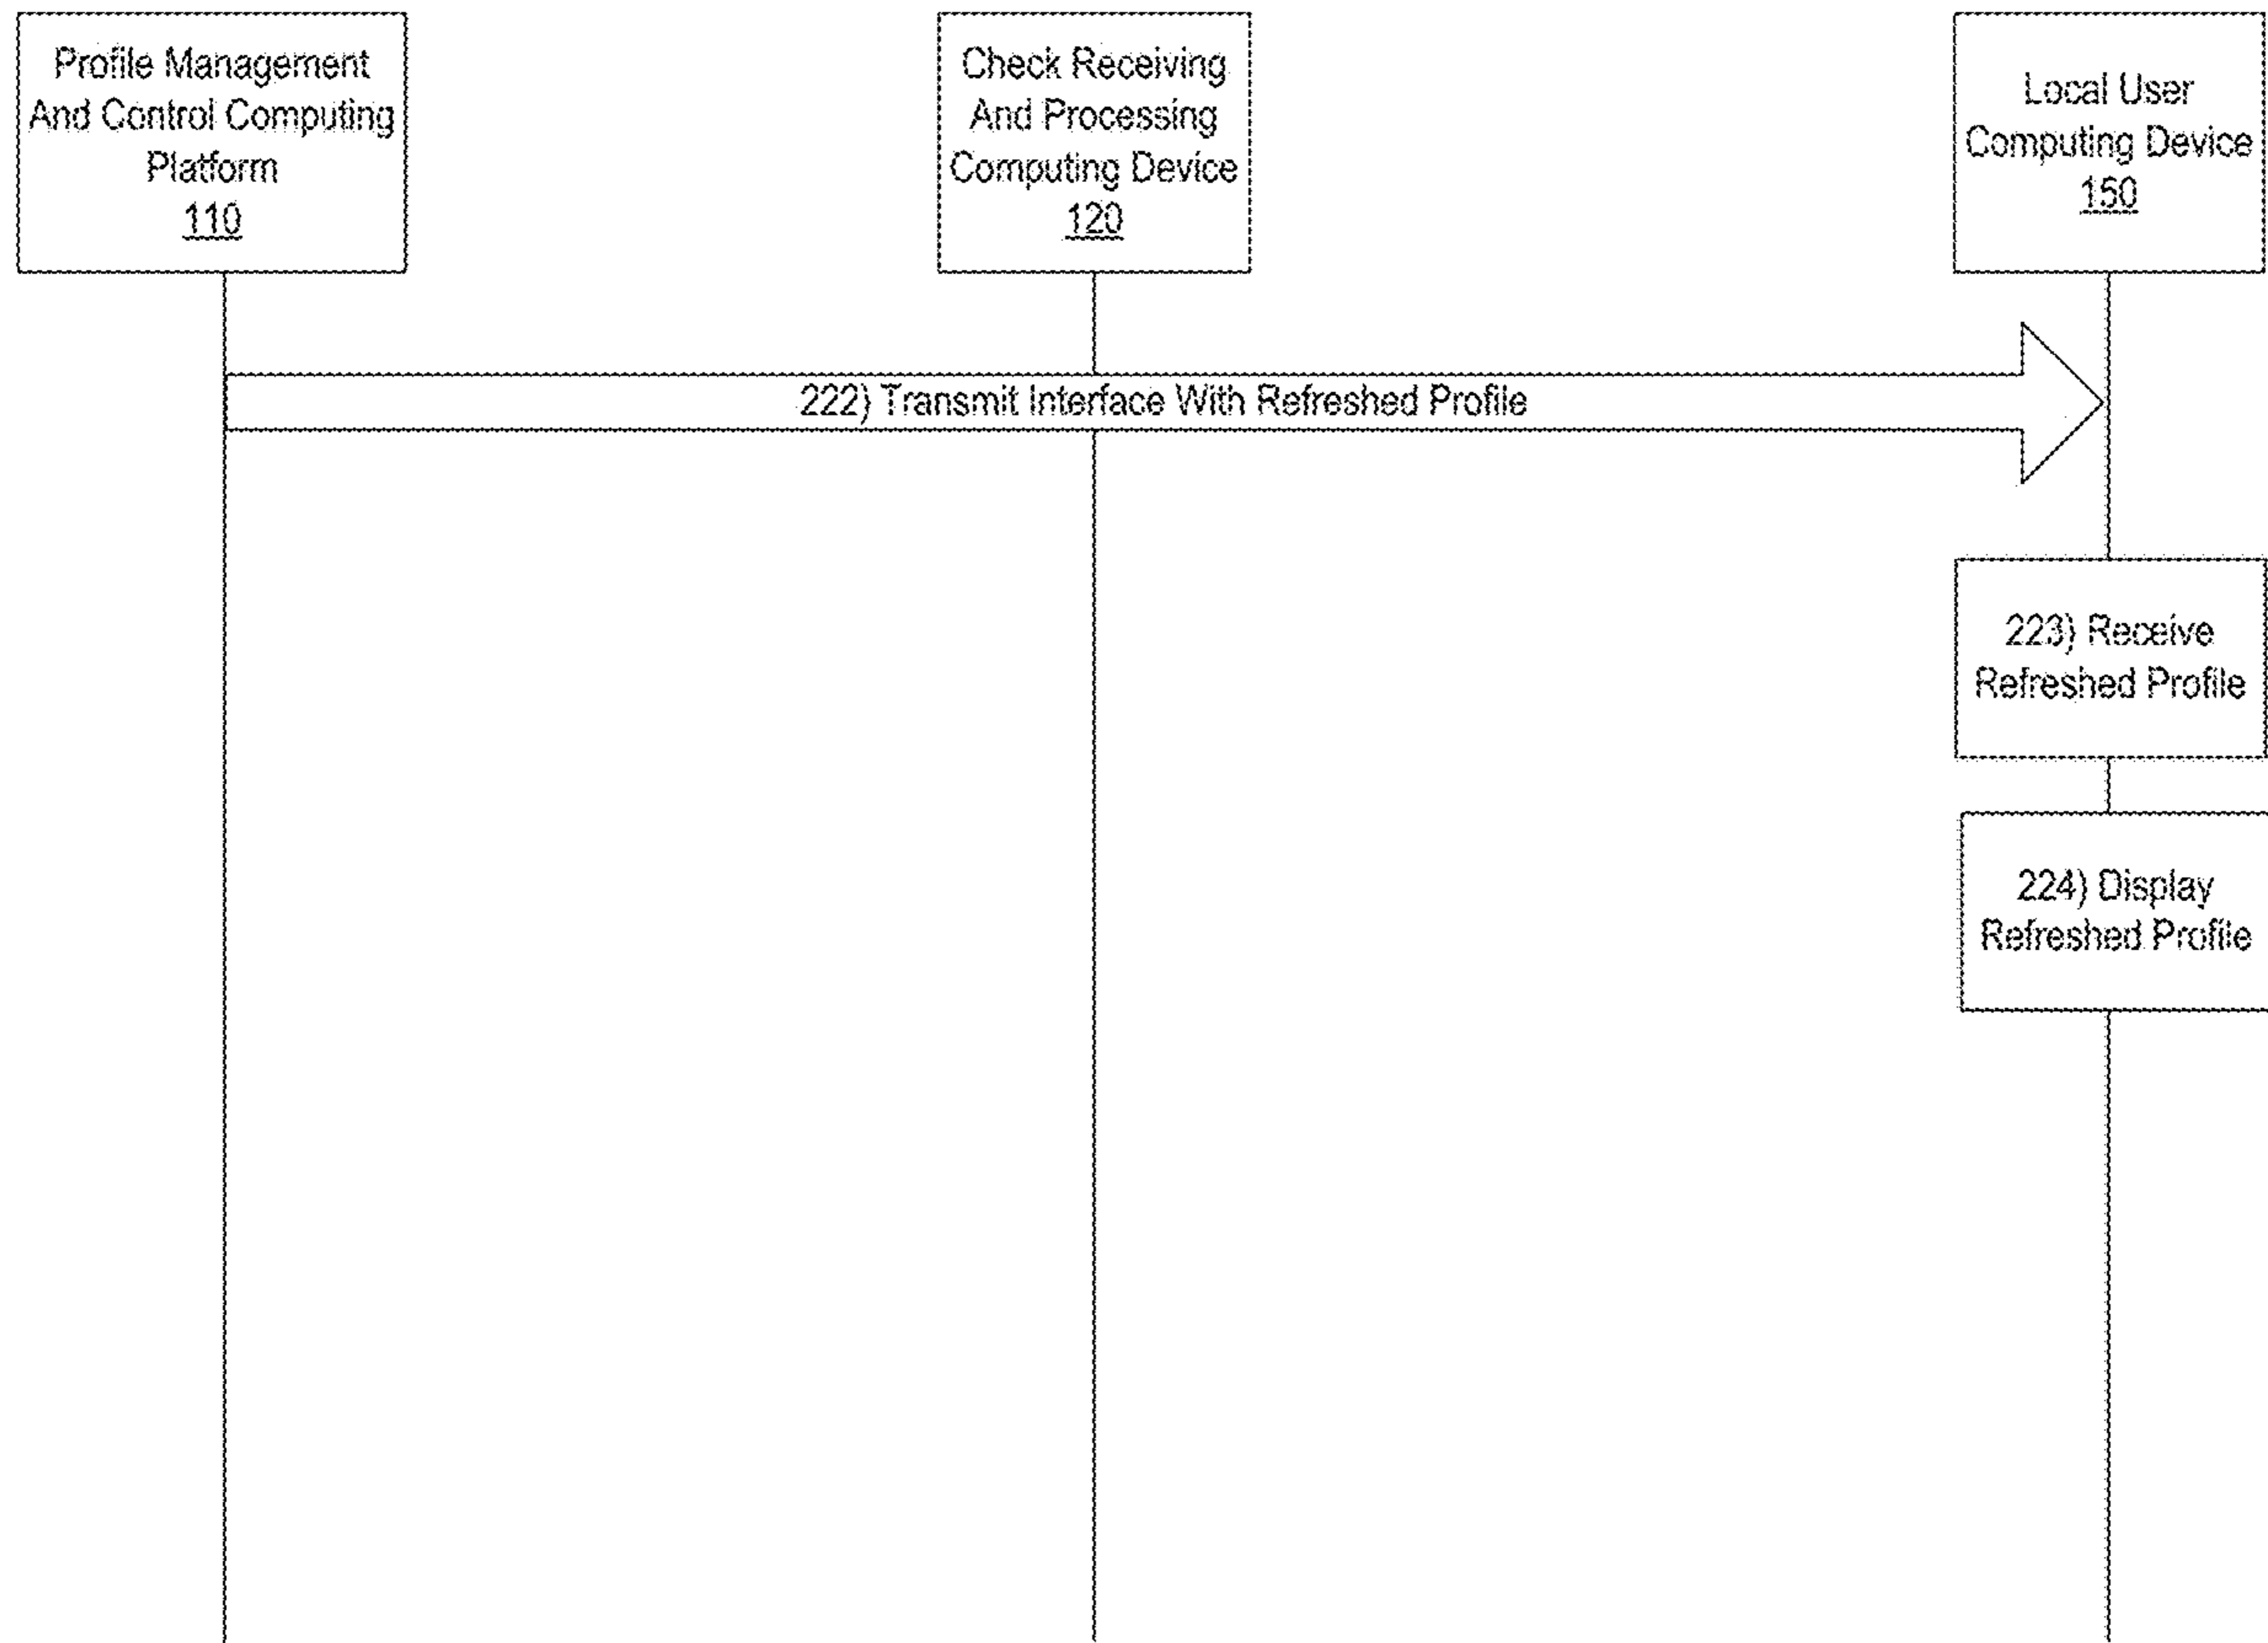 Profile Management
And Control Computing
Platform
110
Check Receiving
And Processing
Computing Device
120
Local User
Computing Device
150
222) Transmit Interface With Refreshed Profile
223) Receive
Refreshed Profile
224) Display
Refreshed Profile